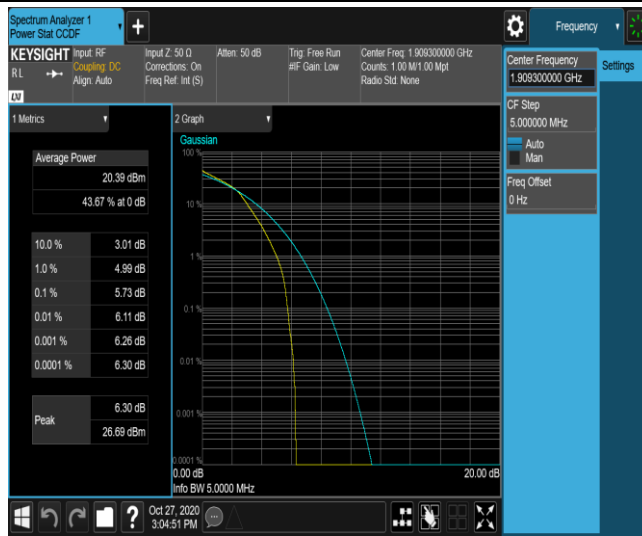 Spectrum Analyzer 1
Power Stat CCDF
Frequency
KEYSIGHT
RL
Input: RF
Coupling: DC
Align: Auto
Input Z: 50 Ω
Corrections: On
Freq Ref: Int (S)
Atten: 50 dB
Trig: Free Run
#IF Gain: Low
Center Freq: 1.909300000 GHz
Counts: 1.00 M/1.00 Mpt
Radio Std: None
Center Frequency
1.909300000 GHz
Settings
CF Step
5.000000 MHz
Auto
Man
Freq Offset
0 Hz
1 Metrics
Average Power
20.39 dBm
43.67 % at 0 dB
10.0 % 3.01 dB
1.0 % 4.99 dB
0.1 % 5.73 dB
0.01 % 6.11 dB
0.001 % 6.26 dB
0.0001 % 6.30 dB
Peak
6.30 dB
26.69 dBm
2 Graph
Gaussian
100 %
10 %
1 %
0.1 %
0.01 %
0.001 %
0.0001 %
0.00 dB 20.00 dB
Info BW 5.0000 MHz
Oct 27, 2020
3:04:51 PM